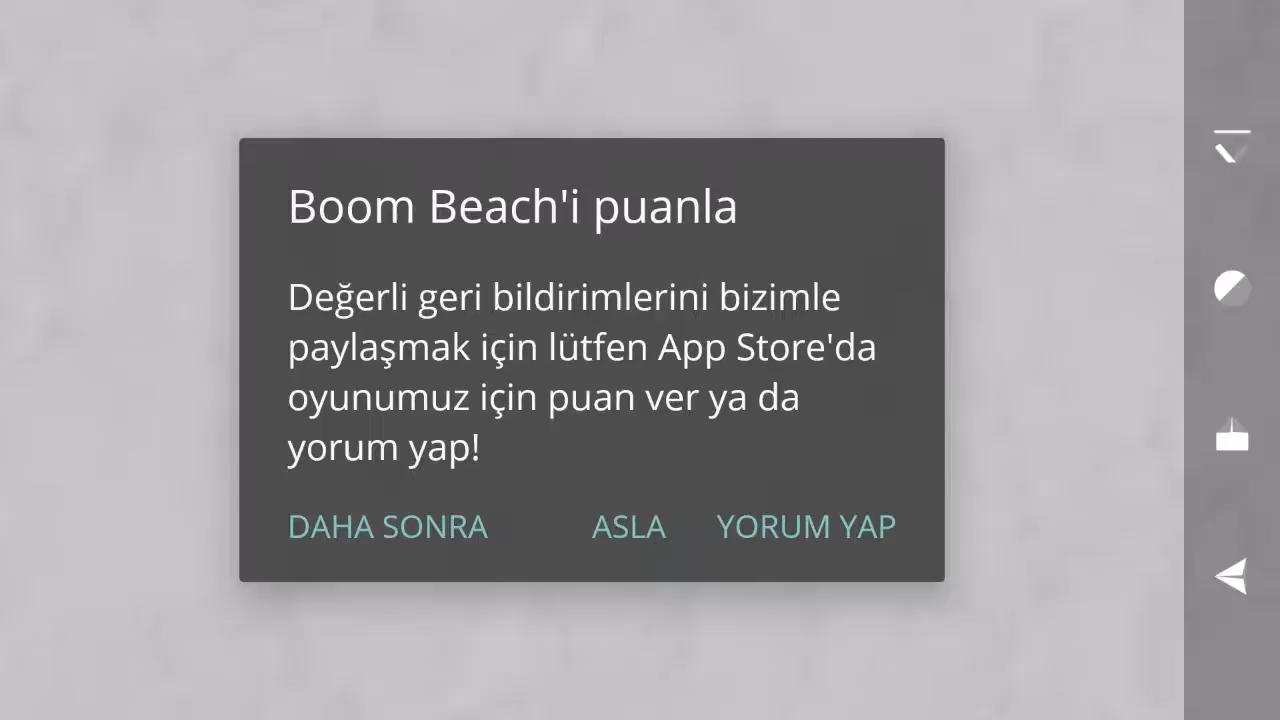 Boom Beach'i puanla
Değerli geri bildirimlerini bizimle
paylaşmak için lütfen App Store'da
oyunumuz için puan ver ya da
yorum yap!
DAHA SONRA ASLA YORUM YAP